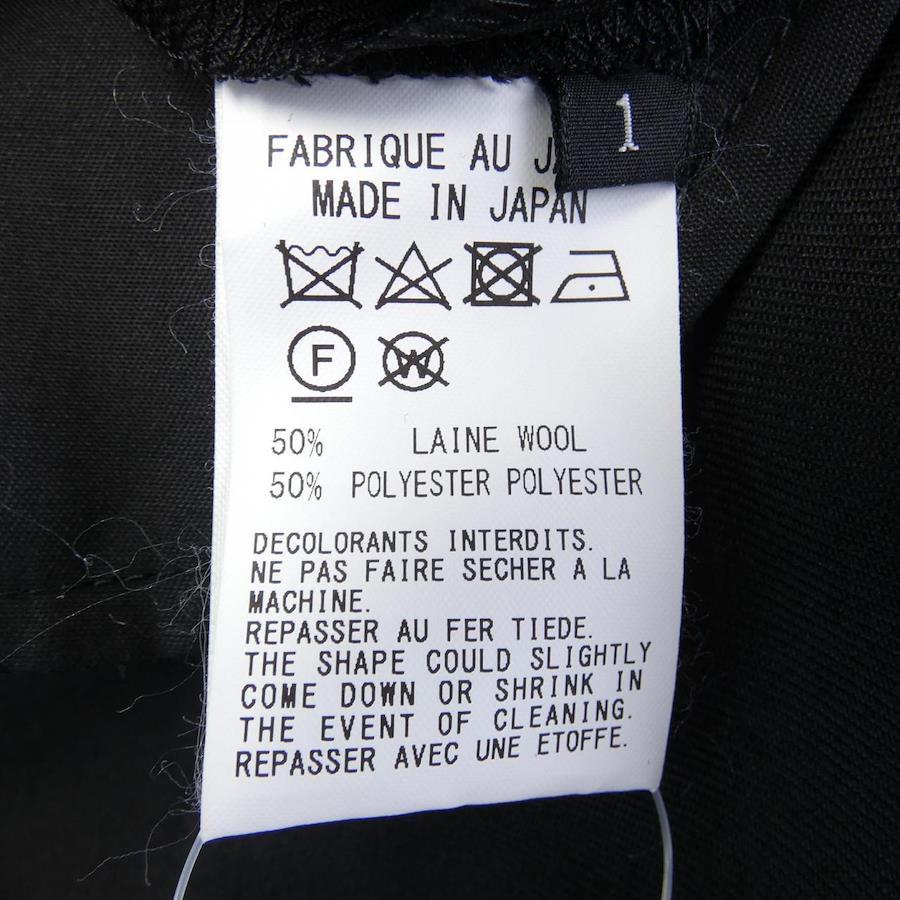 1
FABRIQUE AU
MADE IN JAPAN
F W
50% LAINE WOOL
50% POLYESTER POLYESTER
DECOLORANTS INTERDITS.
NE PAS FAIRE SECHER A LA
MACHINE.
REPASSER AU FER TIEDE.
THE SHAPE COULD SLIGHTLY
COME DOWN OR SHRINK IN
THE EVENT OF CLEANING.
REPASSER AVEC UNE ETOFFE.